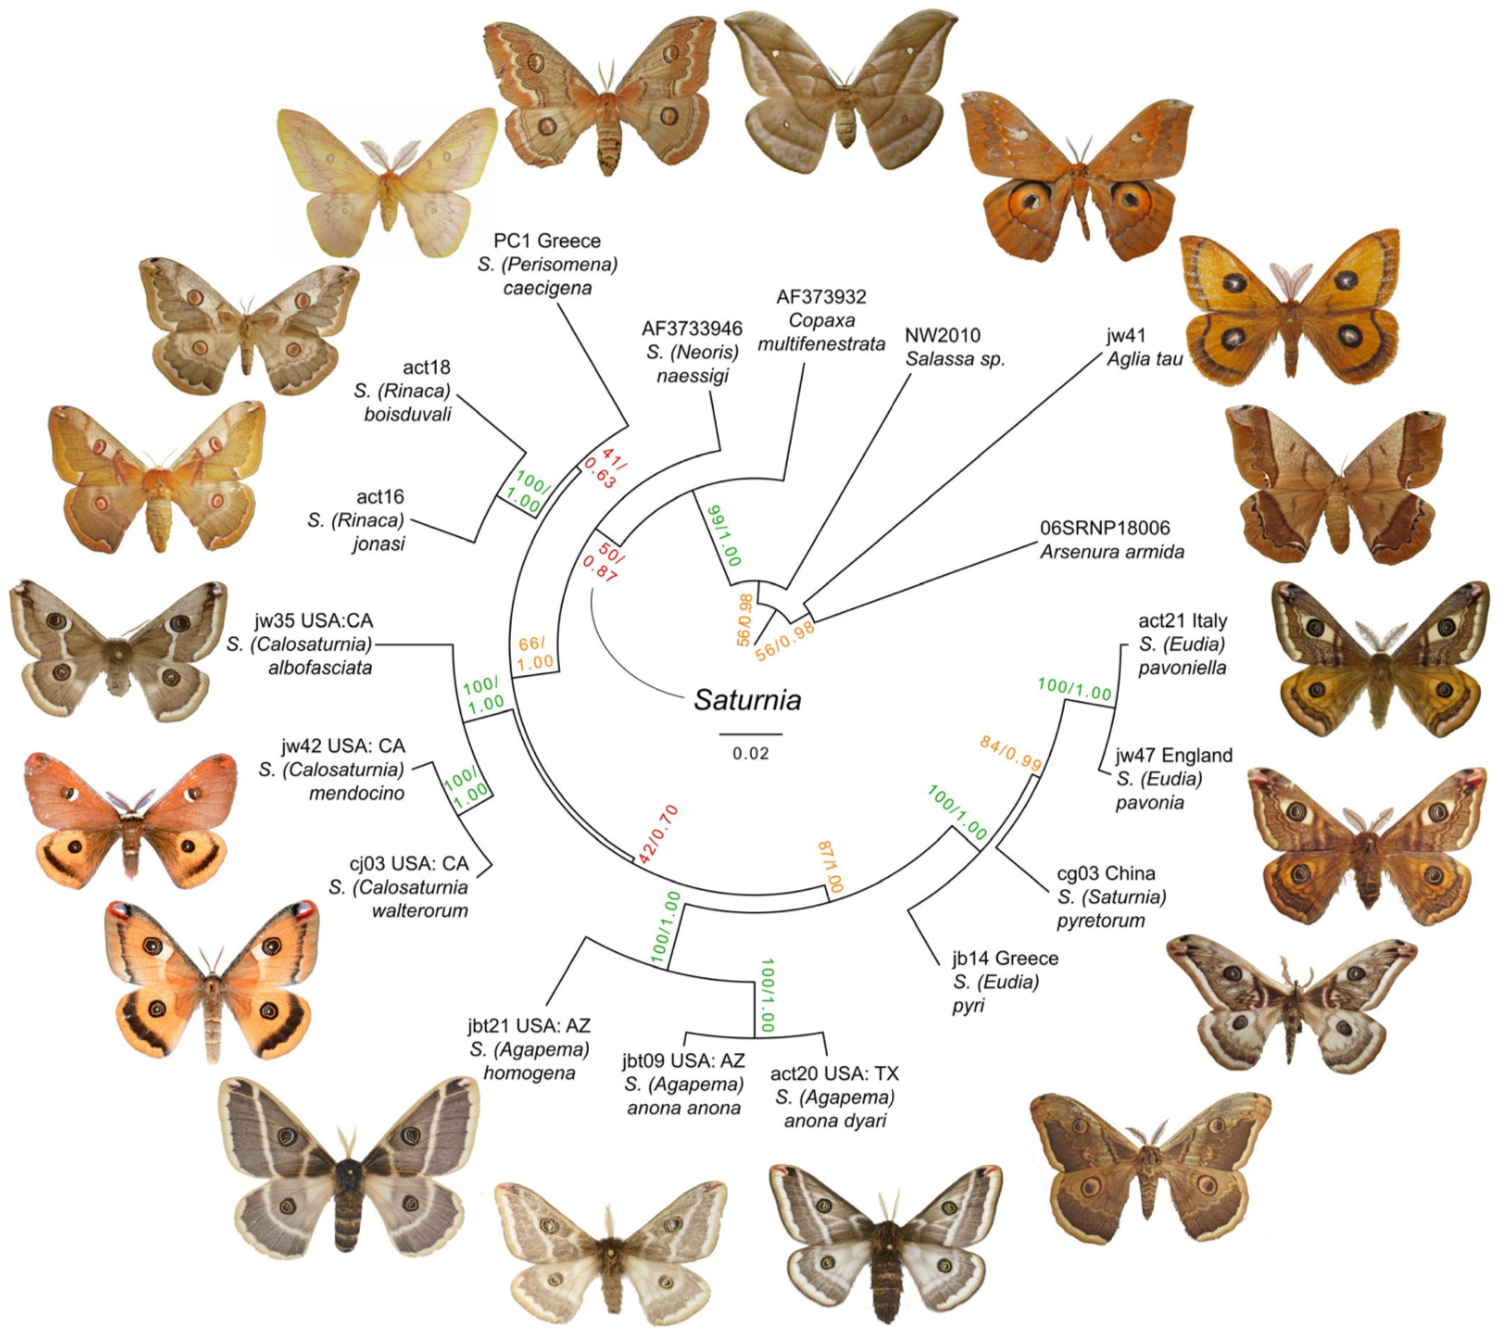 PC1 Greece
S. (Perisomena)
caecigena
AF3733946
S. (Neoris)
naessigi
AF373932
Copaxa
multifenestrata
NW2010
Salassa sp.
jw41
Aglia tau
act18
S. (Rinaca)
boisduvali
41/
0.63
100/
1.00
act16
S. (Rinaca)
jonasi
50/
0.87
99/1.00
06SRNP18006
Arsenura armida
56/0.98
56/0.98
66/
1.00
jw35 USA:CA
S. (Calosaturnia)
albofasciata
100/
1.00
Saturnia
0.02
act21 Italy
S. (Eudia)
pavoniella
100/1.00
jw42 USA: CA
S. (Calosaturnia)
mendocino
100/
1.00
84/0.99
jw47 England
S. (Eudia)
pavonia
100/1.00
42/0.70
87/1.00
cj03 USA: CA
S. (Calosaturnia
walterorum
cg03 China
S. (Saturnia)
pyretorum
100/1.00
100/1.00
jb14 Greece
S. (Eudia)
pyri
jbt21 USA: AZ
S. (Agapema)
homogena
jbt09 USA: AZ
S. (Agapema)
anona anona
act20 USA: TX
S. (Agapema)
anona dyari